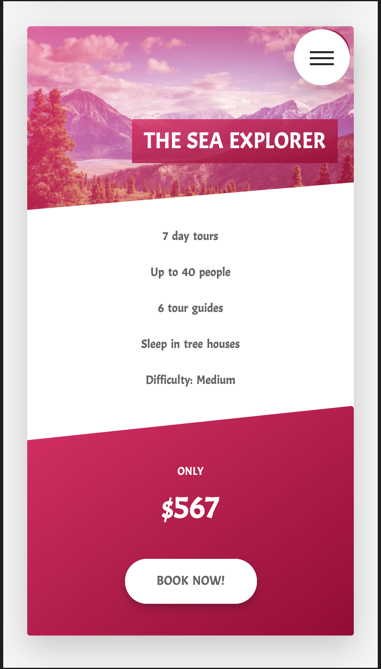 THE SEA EXPLORER
7 day tours
Up to 40 people
6 tour guides
Sleep in tree houses
Difficulty: Medium
ONLY
$567
BOOK NOW!